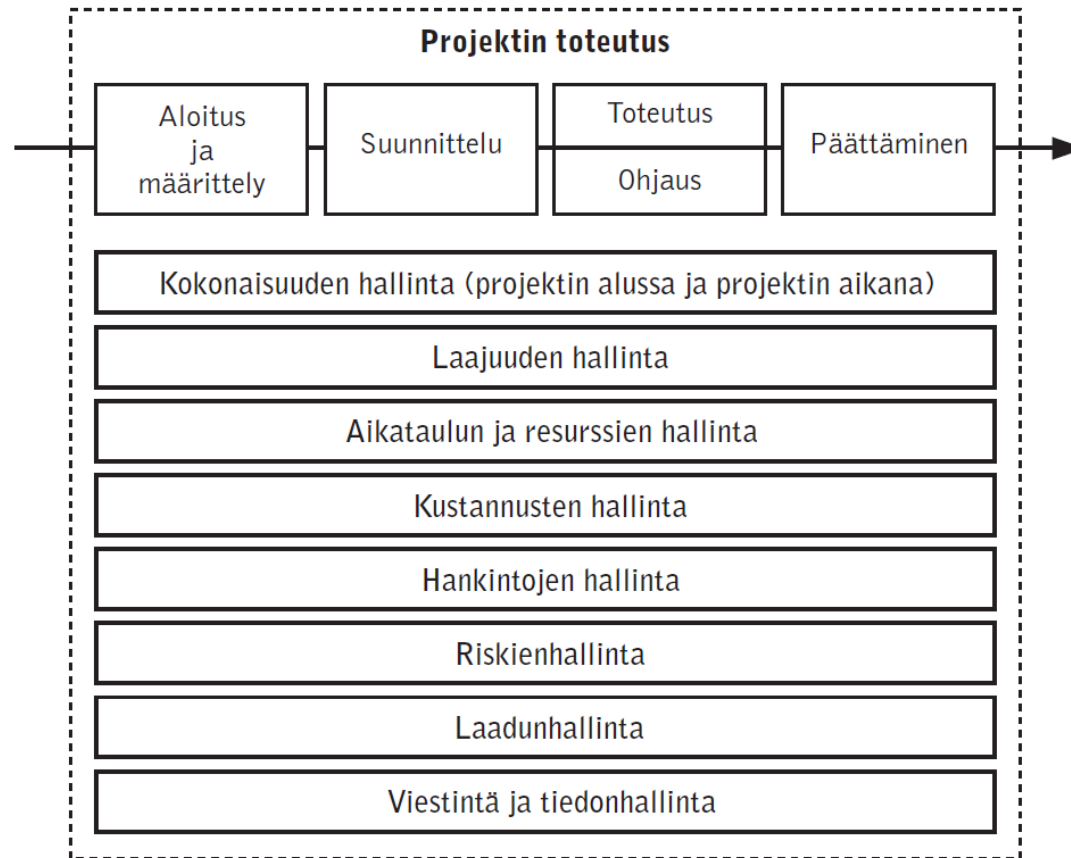 Projektin toteutus
Aloitus
ja
määrittely
Suunnittelu
Toteutus
Ohjaus
Päättäminen
Kokonaisuuden hallinta (projektin alussa ja projektin aikana)
Laajuuden hallinta
Aikataulun ja resurssien hallinta
Kustannusten hallinta
Hankintojen hallinta
Riskienhallinta
Laadunhallinta
Viestintä ja tiedonhallinta